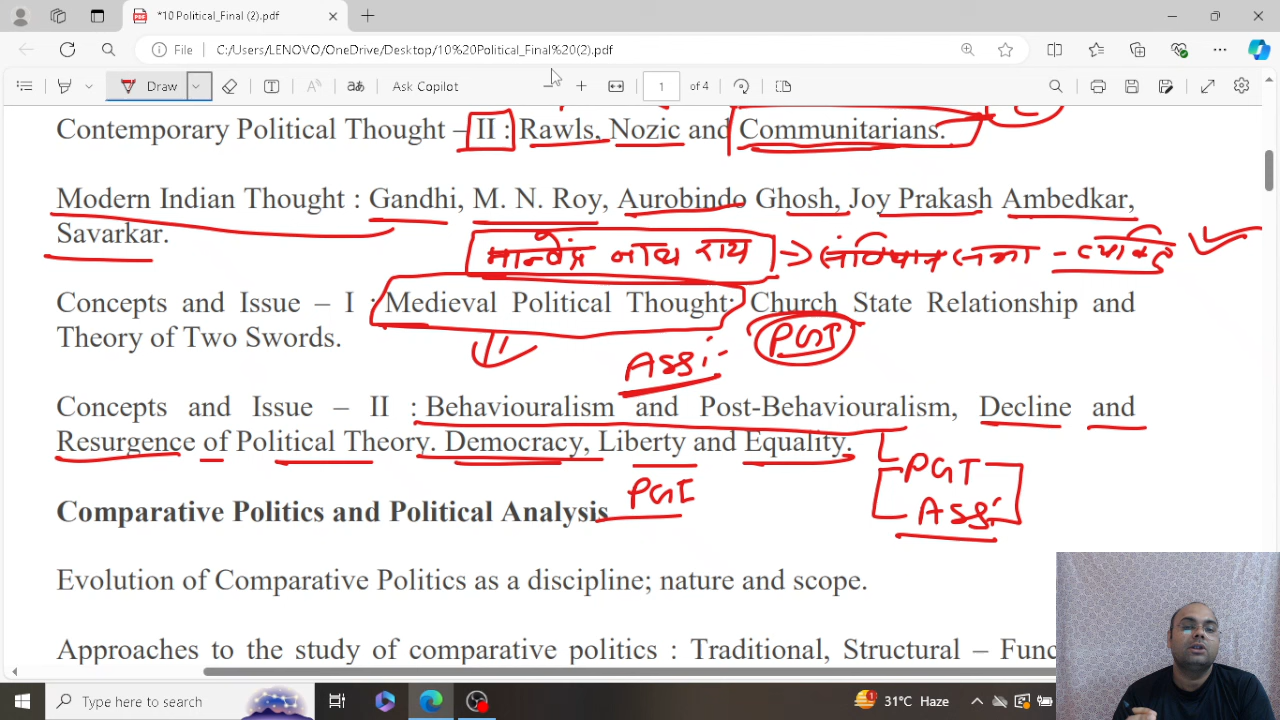 *10 Political_Final (2).pdf
File C:/Users/LENOVO/OneDrive/Desktop/10%20Political_Final%20(2).pdf
Draw Ask Copilot 1 of 4
Contemporary Political Thought – II : Rawls, Nozic and Communitarians.
Modern Indian Thought : Gandhi, M. N. Roy, Aurobindo Ghosh, Joy Prakash Ambedkar,
Savarkar.
नाथ राय
Concepts and Issue – I : Medieval Political Thought: Church State Relationship and
Theory of Two Swords.
PGT
Assi.
Concepts and Issue – II : Behaviouralism and Post-Behaviouralism, Decline and
Resurgence of Political Theory. Democracy, Liberty and Equality.
PGT
PGT
Assi.
Comparative Politics and Political Analysis
Evolution of Comparative Politics as a discipline; nature and scope.
Approaches to the study of comparative politics : Traditional, Structural – Func
Type here to search
31°C Haze